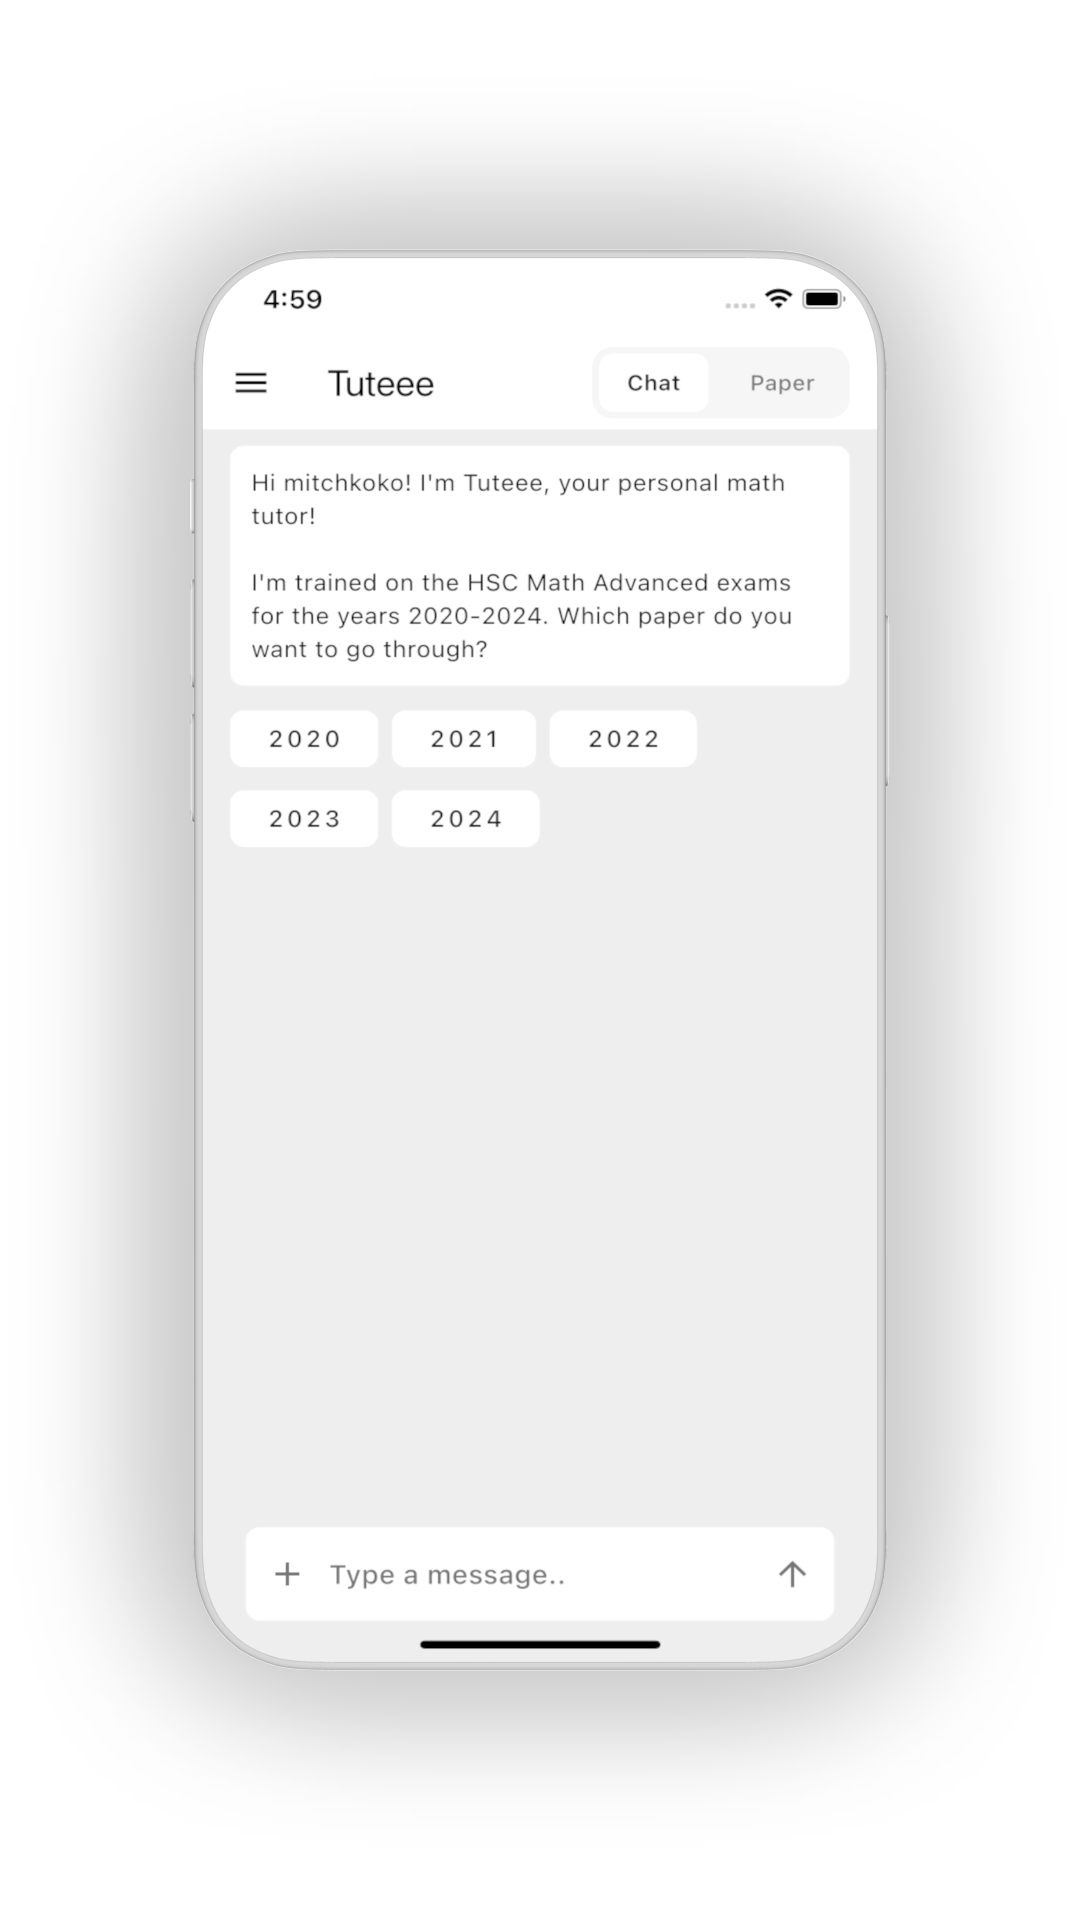 4:59
Tuteee
Chat
Paper
Hi mitchkoko! I'm Tuteee, your personal math
tutor!
I'm trained on the HSC Math Advanced exams
for the years 2020-2024. Which paper do you
want to go through?
2020
2021
2022
2023
2024
Type a message..